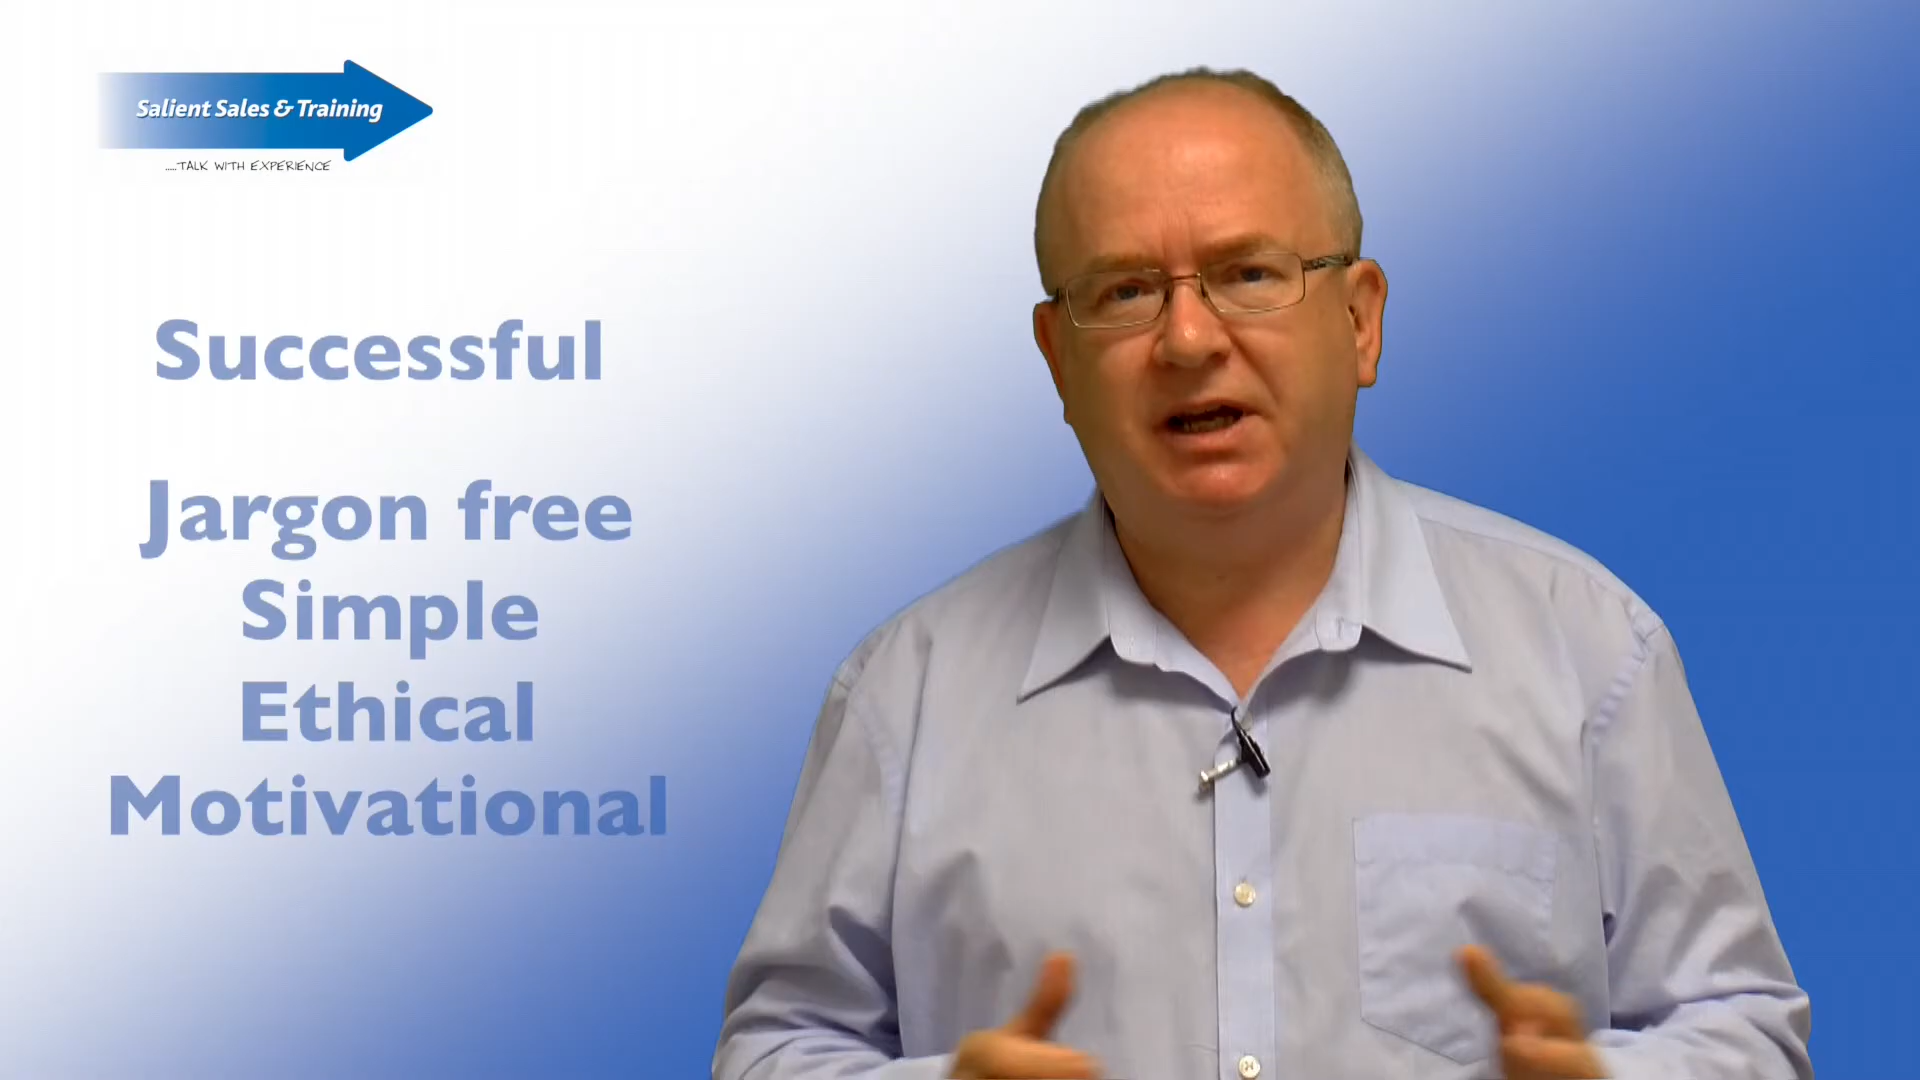 Salient Sales & Training
.....TALK WITH EXPERIENCE
Successful
Jargon free
Simple
Ethical
Motivational